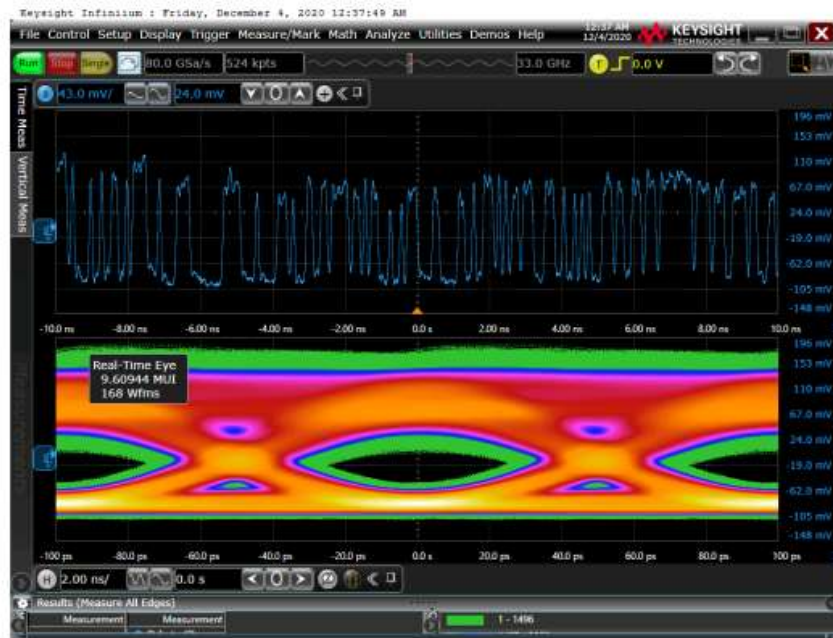 Keysight Infiniium : Friday, December 4, 2020 12:37:49 AM
File Control Setup Display Trigger Measure/Mark Math Analyze Utilities Demos Help
12:37 AM
12/4/2020
KEYSIGHT
TECHNOLOGIES
Run Stop Single 80.0 GSa/s 524 kpts 33.0 GHz T 0.0 V
43.0 mV/ 24.0 mV
Time Meas
Vertical Meas
196 mV
153 mV
110 mV
67.0 mV
24.0 mV
-19.0 mV
-62.0 mV
-105 mV
-148 mV
-10.0 ns -8.00 ns -6.00 ns -4.00 ns -2.00 ns 0.0 s 2.00 ns 4.00 ns 6.00 ns 8.00 ns 10.0 ns
Real-Time Eye
9.60944 MUI
168 Wfms
196 mV
153 mV
110 mV
67.0 mV
24.0 mV
-19.0 mV
-62.0 mV
-105 mV
-148 mV
-100 ps -80.0 ps -60.0 ps -40.0 ps -20.0 ps 0.0 s 20.0 ps 40.0 ps 60.0 ps 80.0 ps 100 ps
H 2.00 ns/ 0.0 s
Results (Measure All Edges)
Measurement Measurement 1 - 1496